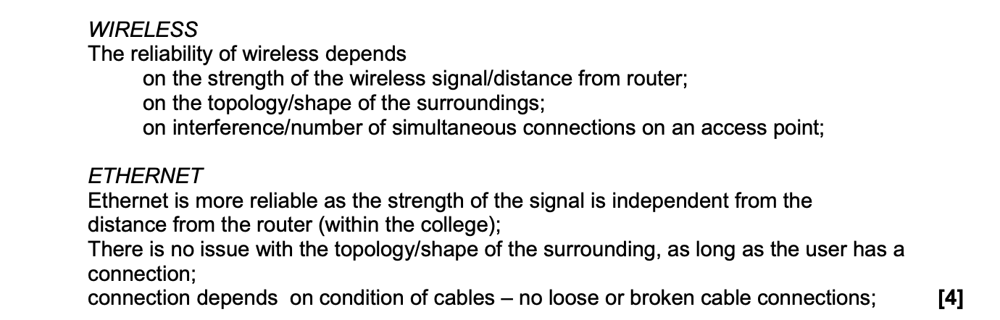 WIRELESS
The reliability of wireless depends
on the strength of the wireless signal/distance from router;
on the topology/shape of the surroundings;
on interference/number of simultaneous connections on an access point;
ETHERNET
Ethernet is more reliable as the strength of the signal is independent from the
distance from the router (within the college);
There is no issue with the topology/shape of the surrounding, as long as the user has a
connection;
connection depends  on condition of cables – no loose or broken cable connections; [4]